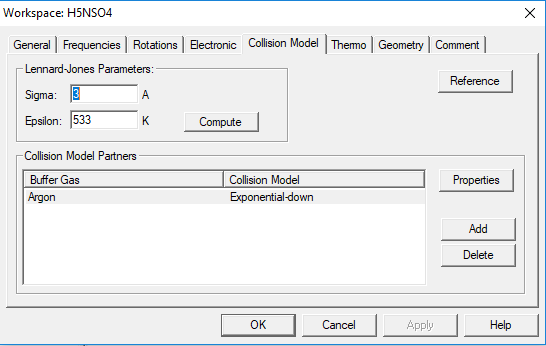 Workspace: H5NSO4
General Frequencies Rotations Electronic Collision Model Thermo Geometry Comment
Lennard-Jones Parameters:
Sigma: 3 A
Reference
Epsilon: 533 K
Compute
Collision Model Partners
Buffer Gas Collision Model
Argon Exponential-down
Properties
Add
Delete
OK Cancel Apply Help